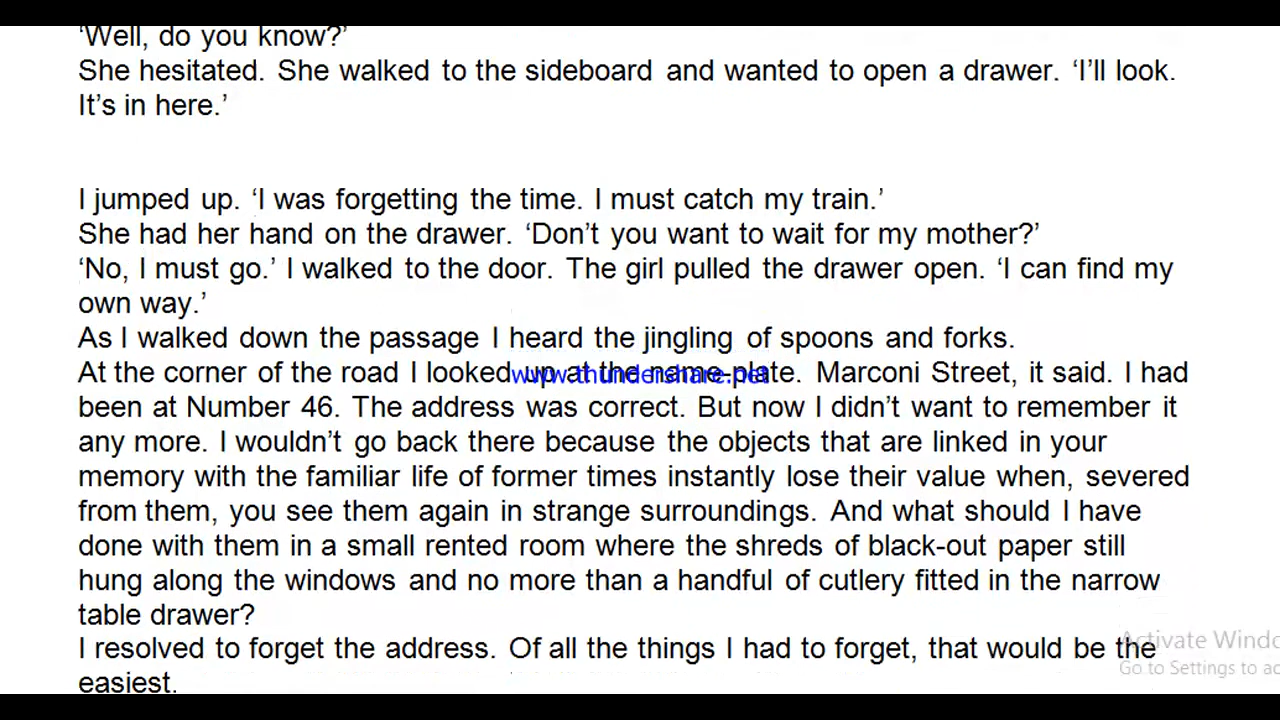 ‘Well, do you know?’
She hesitated. She walked to the sideboard and wanted to open a drawer. ‘I’ll look.
It’s in here.’
I jumped up. ‘I was forgetting the time. I must catch my train.’
She had her hand on the drawer. ‘Don’t you want to wait for my mother?’
‘No, I must go.’ I walked to the door. The girl pulled the drawer open. ‘I can find my
own way.’
As I walked down the passage I heard the jingling of spoons and forks.
At the corner of the road I looked up at the name-plate. Marconi Street, it said. I had
www.thundershare.net
been at Number 46. The address was correct. But now I didn’t want to remember it
any more. I wouldn’t go back there because the objects that are linked in your
memory with the familiar life of former times instantly lose their value when, severed
from them, you see them again in strange surroundings. And what should I have
done with them in a small rented room where the shreds of black-out paper still
hung along the windows and no more than a handful of cutlery fitted in the narrow
table drawer?
I resolved to forget the address. Of all the things I had to forget, that would be the
easiest.
Activate Windo
Go to Settings to ac